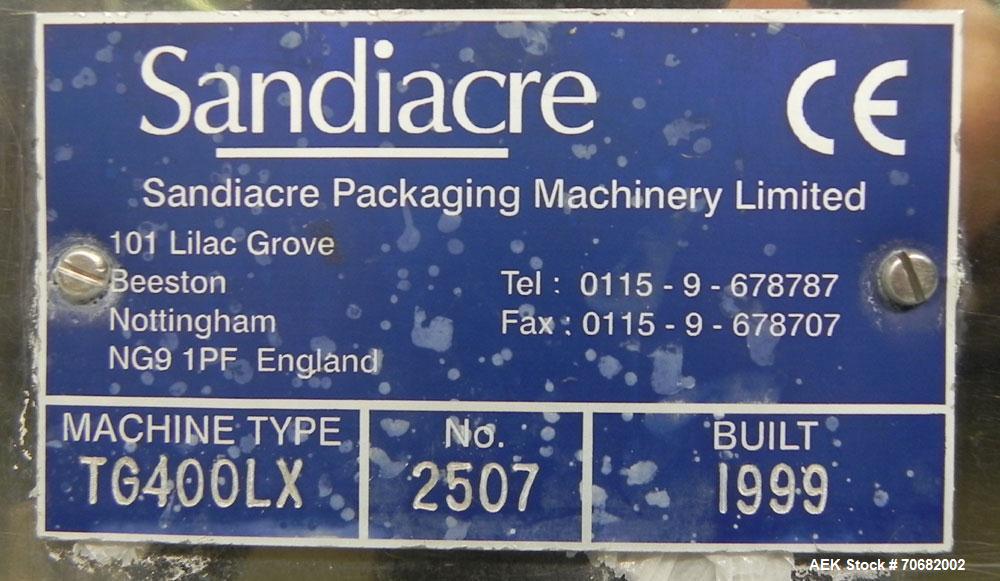 Sandiacre CE
Sandiacre Packaging Machinery Limited
101 Lilac Grove
Beeston
Nottingham
NG9 1PF England
Tel : 0115 - 9 - 678787
Fax : 0115 - 9 - 678707
MACHINE TYPE
TG400LX
No.
2507
BUILT
1999
AEK Stock # 70682002